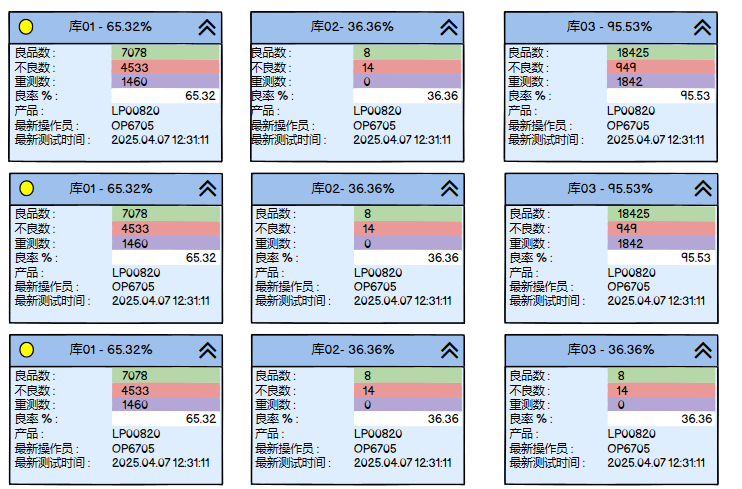 库01 - 65.32%
良品数 : 7078
不良数 : 4533
重测数 : 1460
良率 % : 65.32
产品 : LP00820
最新操作员 : OP6705
最新测试时间 : 2025.04.07 12:31:11
库02- 36.36%
良品数 : 8
不良数 : 14
重测数 : 0
良率 % : 36.36
产品 : LP00820
最新操作员 : OP6705
最新测试时间 : 2025.04.07 12:31:11
库03 - 95.53%
良品数 : 18425
不良数 : 949
重测数 : 1842
良率 % : 95.53
产品 : LP00820
最新操作员 : OP6705
最新测试时间 : 2025.04.07 12:31:11
库01 - 65.32%
良品数 : 7078
不良数 : 4533
重测数 : 1460
良率 % : 65.32
产品 : LP00820
最新操作员 : OP6705
最新测试时间 : 2025.04.07 12:31:11
库02- 36.36%
良品数 : 8
不良数 : 14
重测数 : 0
良率 % : 36.36
产品 : LP00820
最新操作员 : OP6705
最新测试时间 : 2025.04.07 12:31:11
库03 - 95.53%
良品数 : 18425
不良数 : 949
重测数 : 1842
良率 % : 95.53
产品 : LP00820
最新操作员 : OP6705
最新测试时间 : 2025.04.07 12:31:11
库01 - 65.32%
良品数 : 7078
不良数 : 4533
重测数 : 1460
良率 % : 65.32
产品 : LP00820
最新操作员 : OP6705
最新测试时间 : 2025.04.07 12:31:11
库02- 36.36%
良品数 : 8
不良数 : 14
重测数 : 0
良率 % : 36.36
产品 : LP00820
最新操作员 : OP6705
最新测试时间 : 2025.04.07 12:31:11
库03 - 36.36%
良品数 : 8
不良数 : 14
重测数 : 0
良率 % : 36.36
产品 : LP00820
最新操作员 : OP6705
最新测试时间 : 2025.04.07 12:31:11